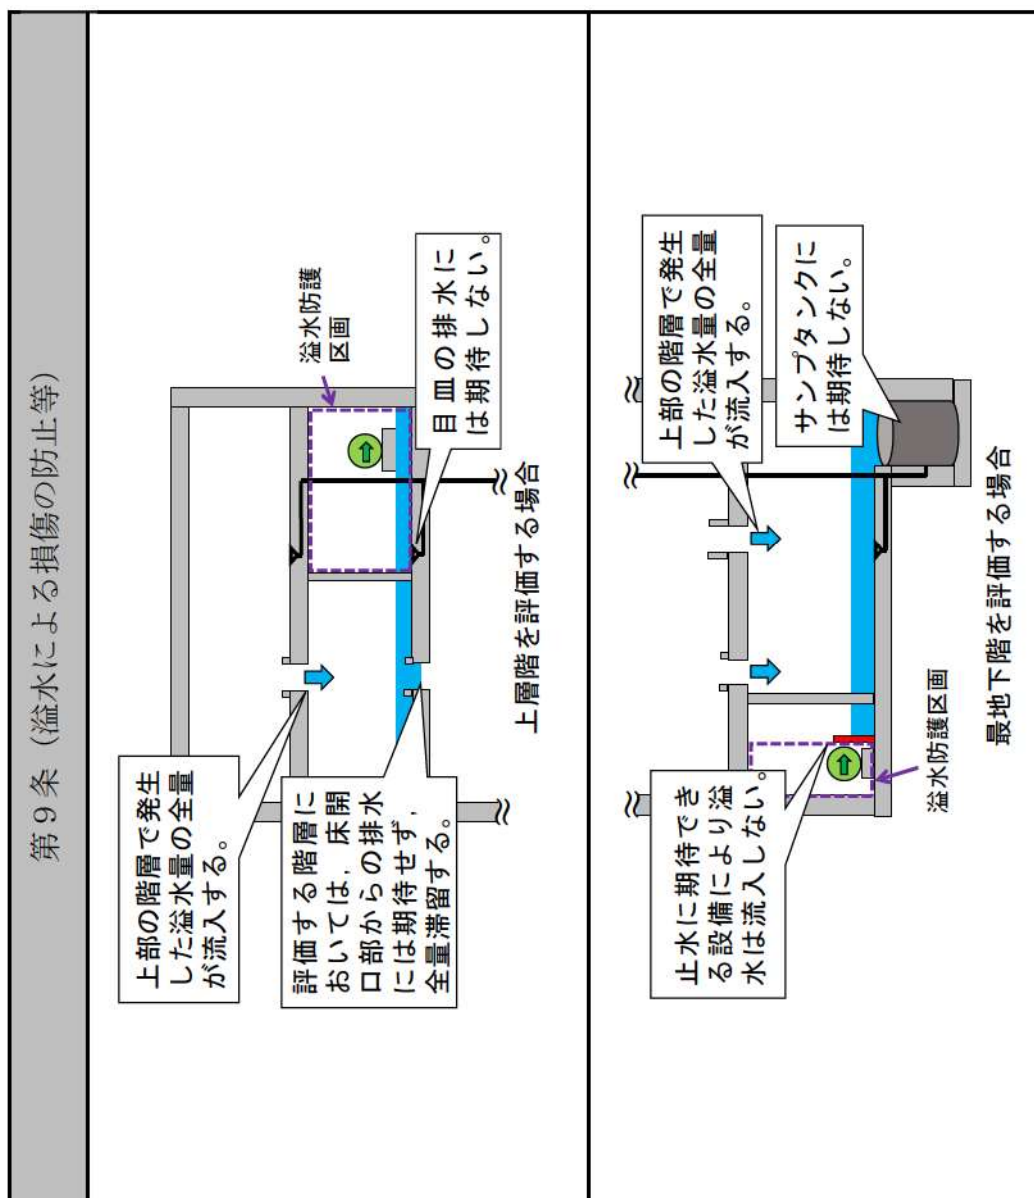 第９条（溢水による損傷の防止等）
上部の階層で発生
した溢水量の全量
が流入する。
評価する階層に
おいては，床開
口部からの排水
には期待せず，
全量滞留する。
溢水防護
区画
目皿の排水に
は期待しない。
上層階を評価する場合
止水に期待でき
る設備により溢
水は流入しない。
上部の階層で発生
した溢水量の全量
が流入する。
サンプタンクに
は期待しない。
溢水防護区画
最地下階を評価する場合